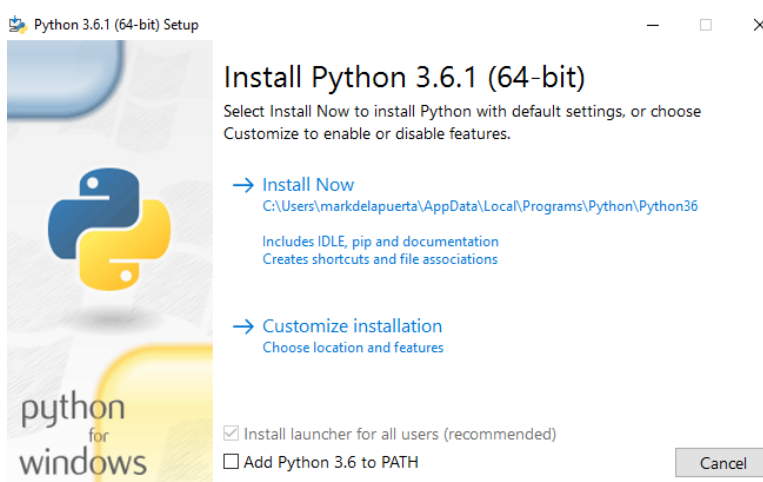 Python 3.6.1 (64-bit) Setup
Install Python 3.6.1 (64-bit)
Select Install Now to install Python with default settings, or choose
Customize to enable or disable features.
Install Now
C:\Users\markdelapuerta\AppData\Local\Programs\Python\Python36
Includes IDLE, pip and documentation
Creates shortcuts and file associations
Customize installation
Choose location and features
python
for
windows
Install launcher for all users (recommended)
Add Python 3.6 to PATH
Cancel